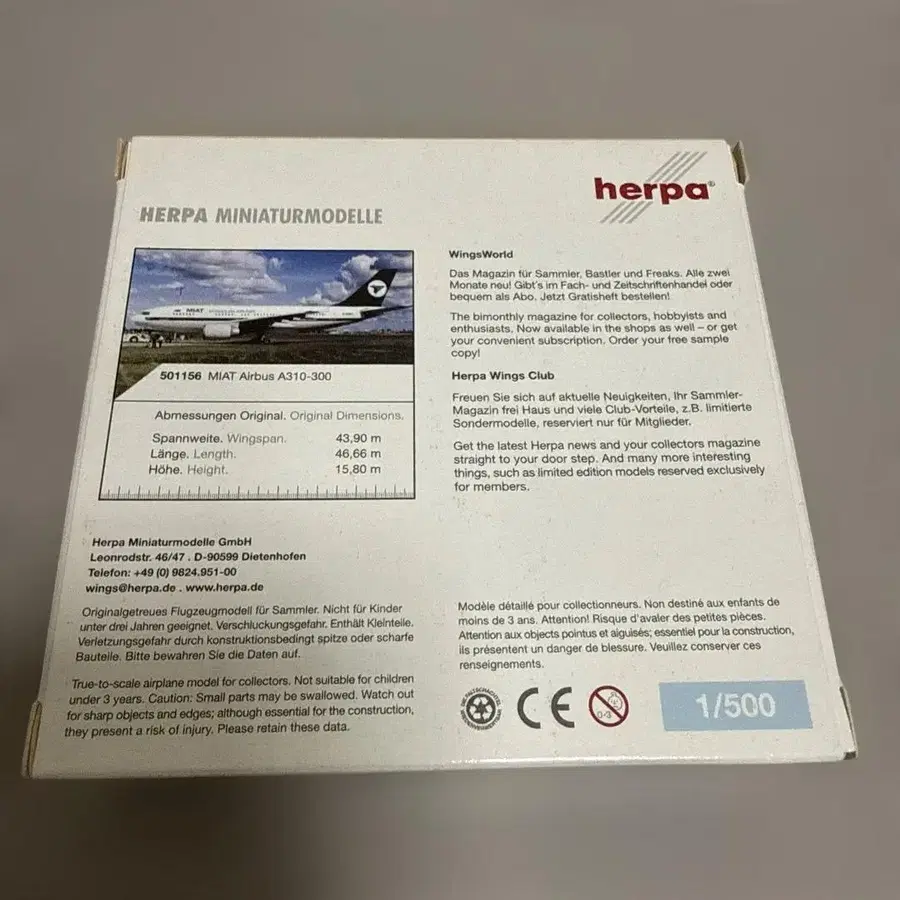 herpa®
HERPA MINIATURMODELLE
MIAT
501156 MIAT Airbus A310-300
Abmessungen Original. Original Dimensions.
Spannweite. Wingspan. 43,90 m
Länge. Length. 46,66 m
Höhe. Height. 15,80 m
WingsWorld
Das Magazin für Sammler, Bastler und Freaks. Alle zwei
Monate neu! Gibt's im Fach- und Zeitschriftenhandel oder
bequem als Abo. Jetzt Gratisheft bestellen!
The bimonthly magazine for collectors, hobbyists and
enthusiasts. Now available in the shops as well – or get
your convenient subscription. Order your free sample
copy!
Herpa Wings Club
Freuen Sie sich auf aktuelle Neuigkeiten, Ihr Sammler-
Magazin frei Haus und viele Club-Vorteile, z.B. limitierte
Sondermodelle, reserviert nur für Mitglieder.
Get the latest Herpa news and your collectors magazine
straight to your door step. And many more interesting
things, such as limited edition models reserved exclusively
for members.
Herpa Miniaturmodelle GmbH
Leonrodstr. 46/47 . D-90599 Dietenhofen
Telefon: +49 (0) 9824.951-00
wings@herpa.de . www.herpa.de
Originalgetreues Flugzeugmodell für Sammler. Nicht für Kinder
unter drei Jahren geeignet. Verschluckungsgefahr. Enthält Kleinteile.
Verletzungsgefahr durch konstruktionsbedingt spitze oder scharfe
Bauteile. Bitte bewahren Sie die Daten auf.
True-to-scale airplane model for collectors. Not suitable for children
under 3 years. Caution: Small parts may be swallowed. Watch out
for sharp objects and edges; although essential for the construction,
they present a risk of injury. Please retain these data.
Modèle détaillé pour collectionneurs. Non destiné aux enfants de
moins de 3 ans. Attention! Risque d'avaler des petites pièces.
Attention aux objects pointus et aiguisés; essentiel pour la construction,
ils présentent un danger de blessure. Veuillez conserver ces
renseignements.
CE
0-3
1/500